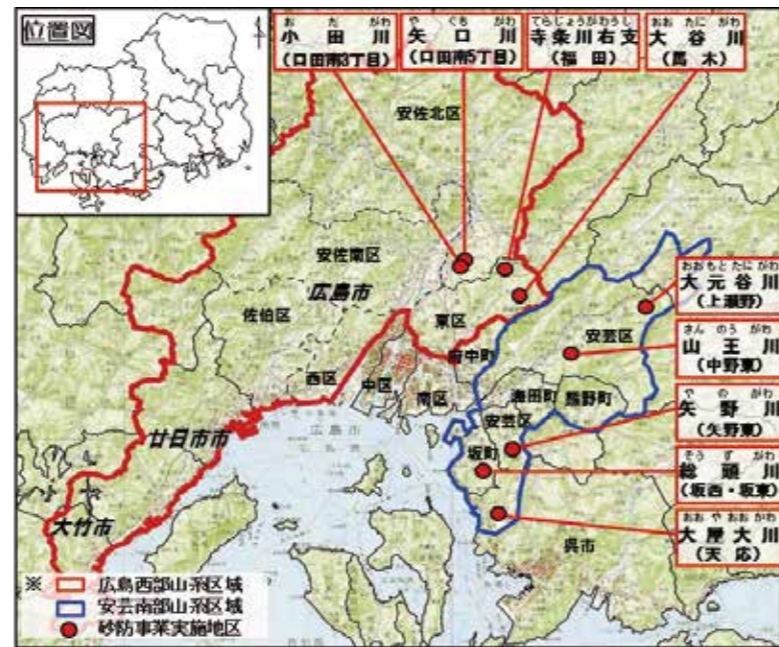 位置図
お だ がわ
小田川
(口田南3丁目)
や ぐち がわ
矢口川
(口田南5丁目)
てらじょうがわうし
寺条川右支
(福田)
おお たに がわ
大谷川
(馬木)
安佐北区
安佐南区
広島市
佐伯区
東区
安芸区
府中町
西区
中区
南区
海田町
熊野町
安芸区
坂町
廿日市市
大竹市
呉市
広島市
おおもと たに がわ
大元谷川
(上瀬野)
さん のう がわ
山王川
(中野東)
や の がわ
矢野川
(矢野東)
そう ず がわ
総頭川
(坂西・坂東)
おお や おお かわ
大屋大川
(天応)
※ 広島西部山系区域
安芸南部山系区域
砂防事業実施地区